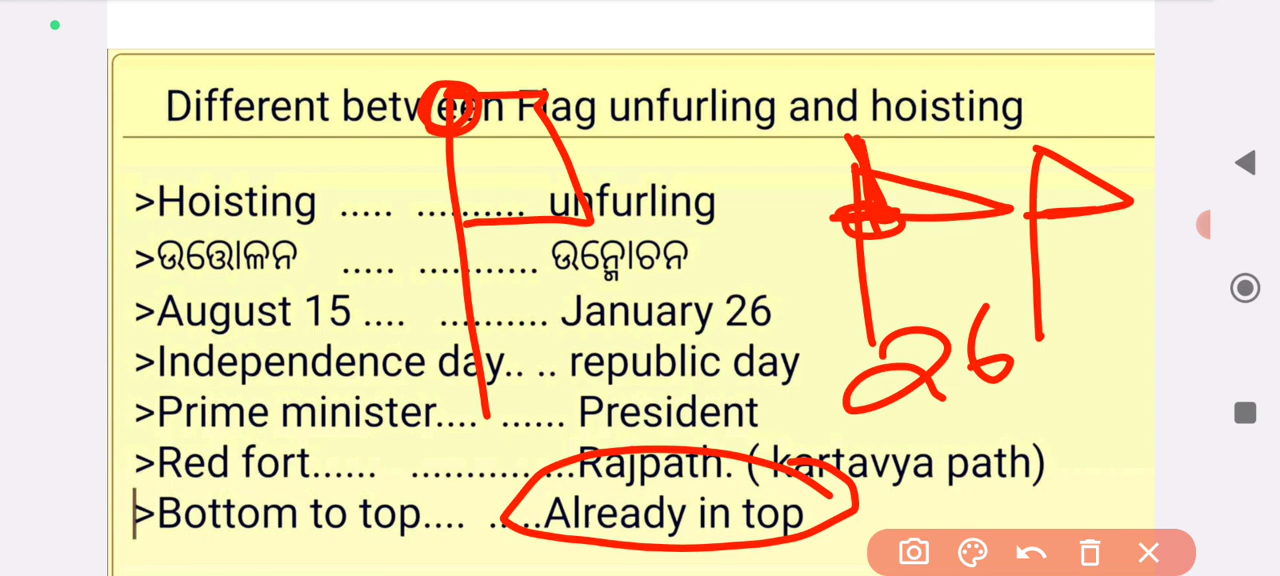 Different between Flag unfurling and hoisting
>Hoisting ..... .......... unfurling
>ଉତ୍ତୋଳନ ..... ........... ଉନ୍ମୋଚନ
>August 15 .... .......... January 26
>Independence day.. .. republic day
>Prime minister.... ...... President
>Red fort...... ...............Rajpath. ( kartavya path)
>Bottom to top.... .....Already in top
26